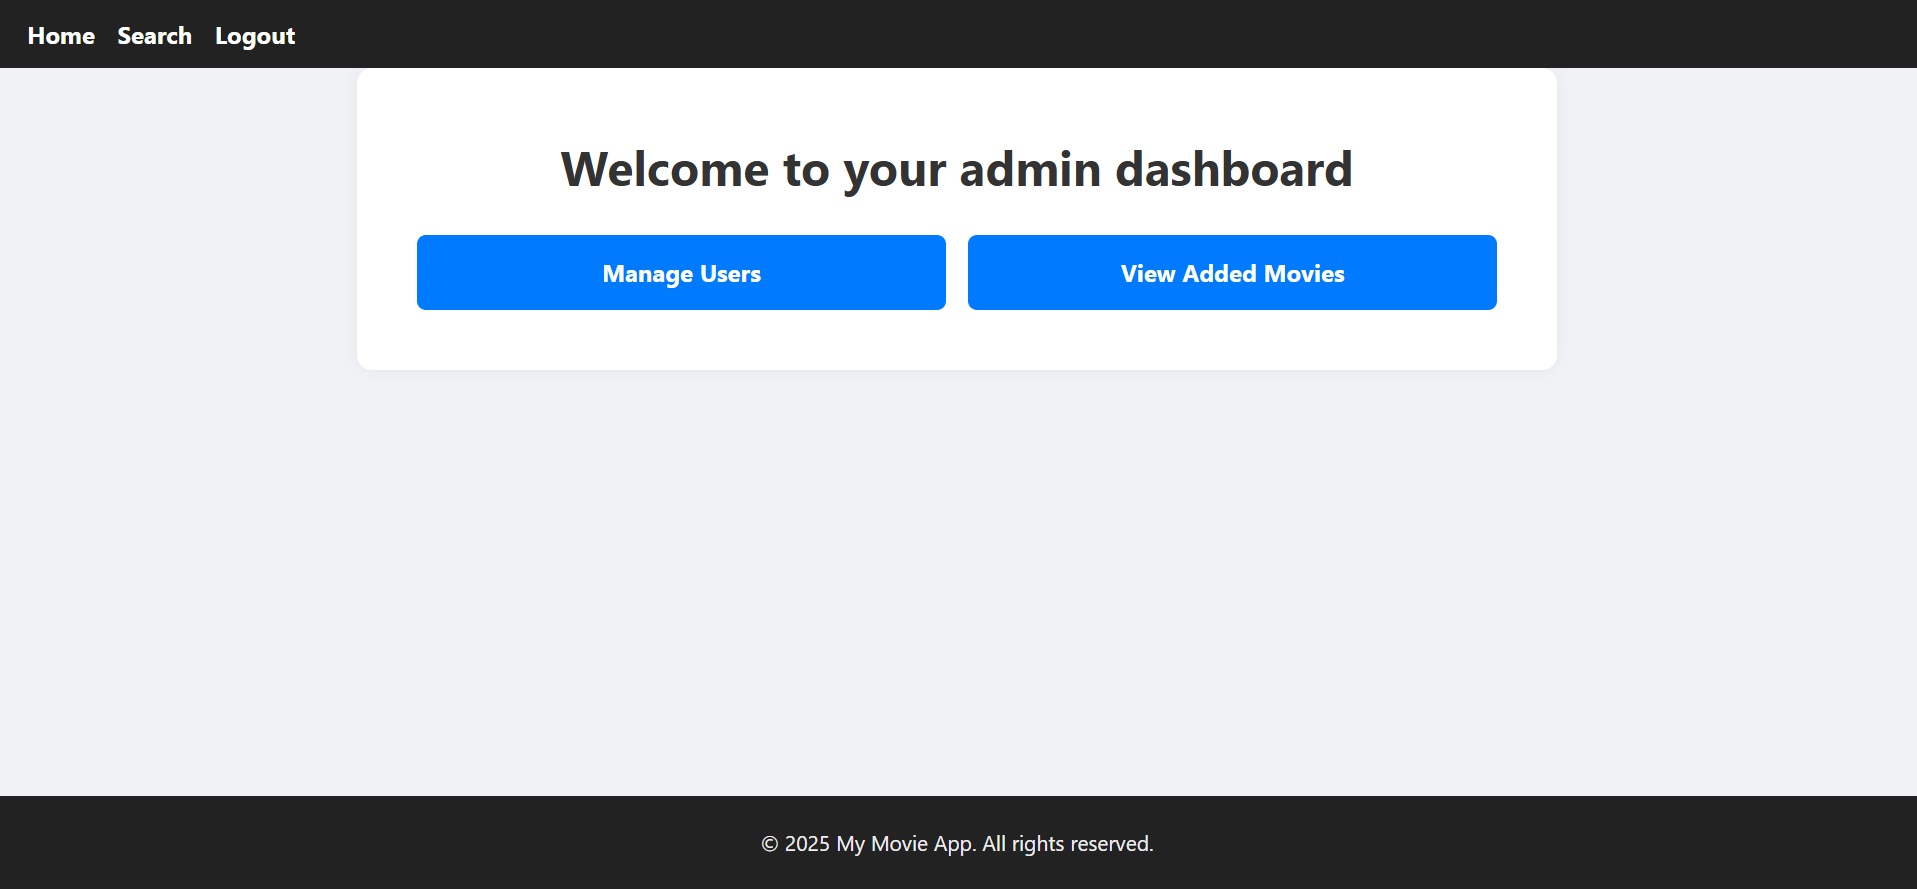 Home Search Logout
Welcome to your admin dashboard
Manage Users View Added Movies
© 2025 My Movie App. All rights reserved.